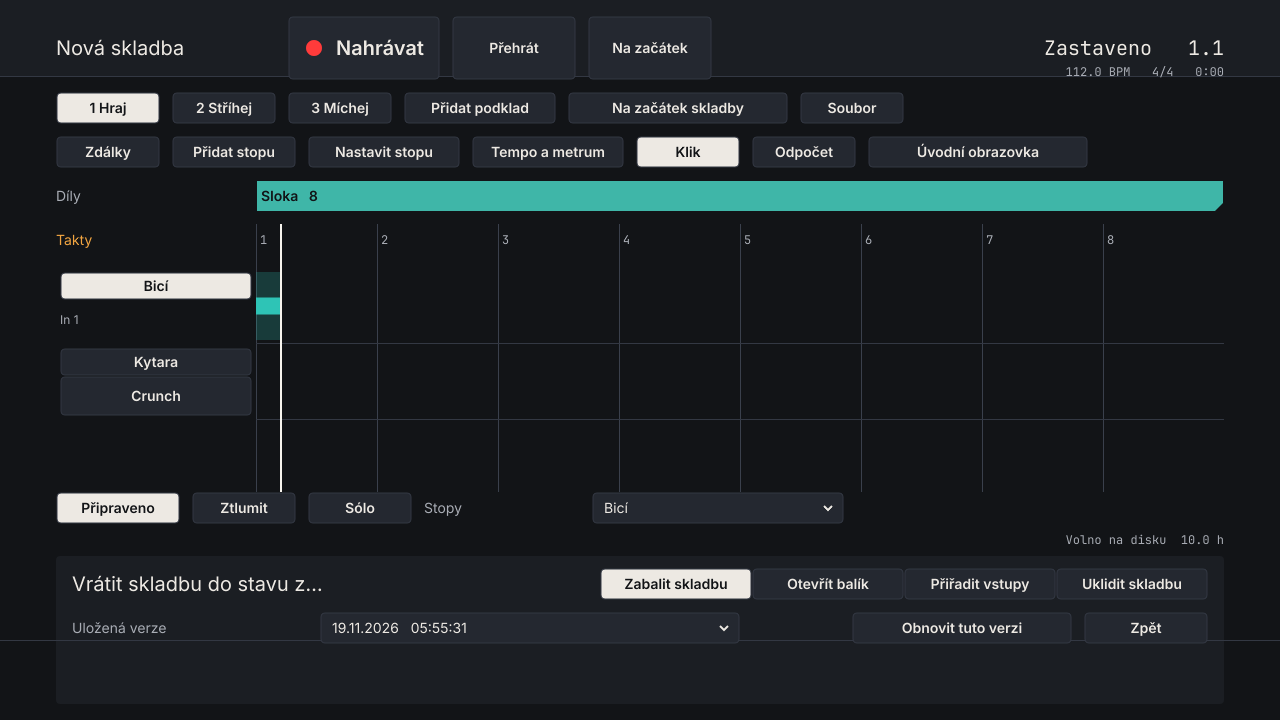 Nová skladba
Nahrávat
Přehrát
Na začátek
Zastaveno 1.1
112.0 BPM 4/4 0:00
1 Hraj
2 Stříhej
3 Míchej
Přidat podklad
Na začátek skladby
Soubor
Zdálky
Přidat stopu
Nastavit stopu
Tempo a metrum
Klik
Odpočet
Úvodní obrazovka
Díly
Sloka 8
Takty
1 2 3 4 5 6 7 8
Bicí
In 1
Kytara
Crunch
Připraveno
Ztlumit
Sólo
Stopy
Bicí
Volno na disku 10.0 h
Vrátit skladbu do stavu z...
Zabalit skladbu
Otevřít balík
Přiřadit vstupy
Uklidit skladbu
Uložená verze
19.11.2026 05:55:31
Obnovit tuto verzi
Zpět